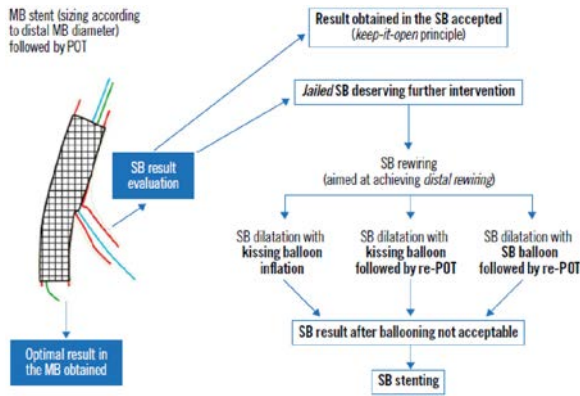 MB stent (sizing according
to distal MB diameter)
followed by POT
SB result
evaluation
Optimal result in
the MB obtained
Result obtained in the SB accepted
(keep-it-open principle)
Jailed SB deserving further intervention
SB rewiring
(aimed at achieving distal rewiring)
SB dilatation with
kissing balloon
inflation
SB dilatation with
kissing balloon
followed by re-POT
SB dilatation with
SB balloon
followed by re-POT
SB result after ballooning not acceptable
SB stenting